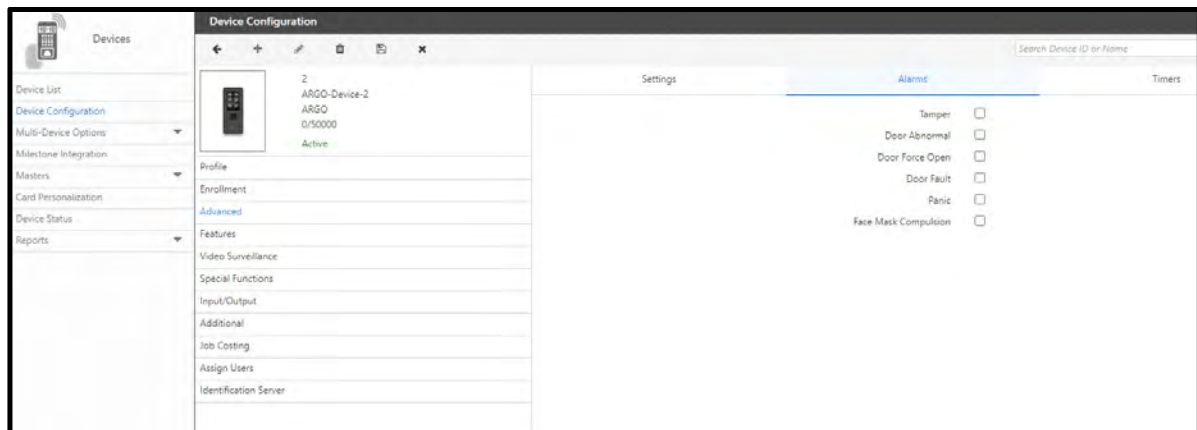 Devices
Device List
Device Configuration
Multi-Device Options
Milestone Integration
Masters
Card Personalization
Device Status
Reports
Device Configuration
Search Device ID or Name
2
ARGO-Device-2
ARGO
0/50000
Active
Profile
Enrollment
Advanced
Features
Video Surveillance
Special Functions
Input/Output
Additional
Job Costing
Assign Users
Identification Server
Settings
Alarms
Timers
Tamper
Door Abnormal
Door Force Open
Door Fault
Panic
Face Mask Compulsion